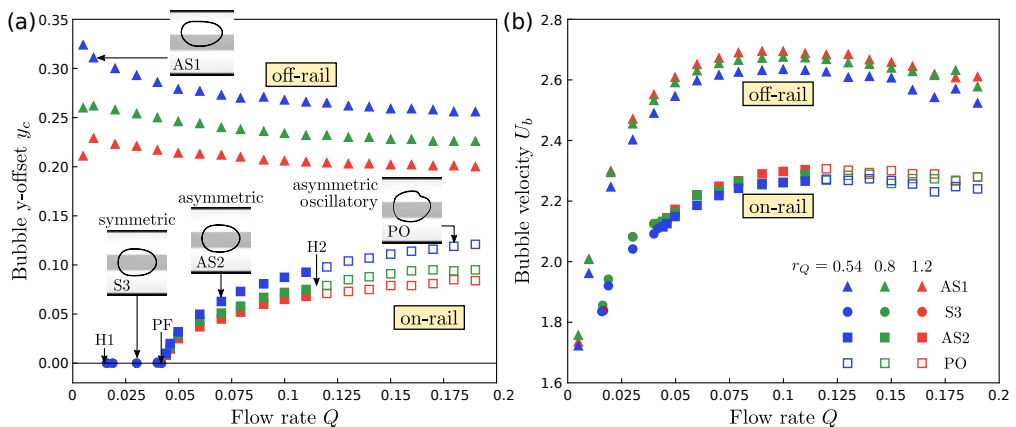 (a)
0.35
0.30
0.25
0.20
0.15
0.10
0.05
0.00
Bubble y-offset y_c
0
0.025
0.05
0.075
0.1
0.125
0.15
0.175
0.2
Flow rate Q
AS1
off-rail
symmetric
S3
asymmetric
AS2
asymmetric
oscillatory
PO
H1
PF
H2
on-rail
(b)
2.6
2.4
2.2
2.0
1.8
1.6
Bubble velocity U_b
0
0.025
0.05
0.075
0.1
0.125
0.15
0.175
0.2
Flow rate Q
off-rail
on-rail
r_Q = 0.54 0.8 1.2
AS1
S3
AS2
PO